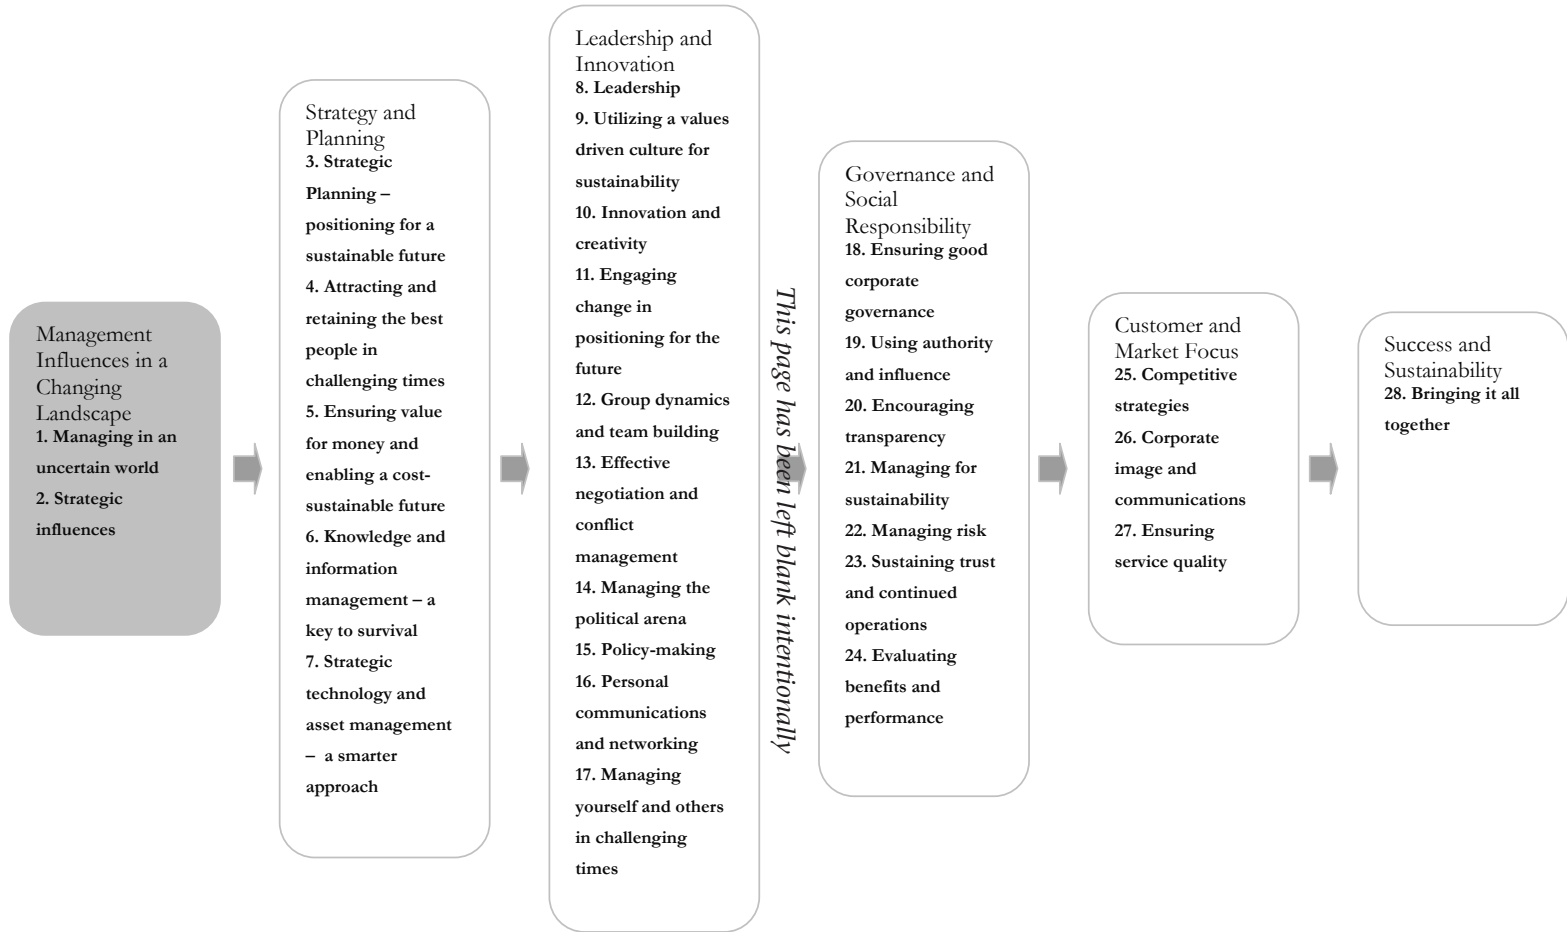 Management
Influences in a
Changing
Landscape
1. Managing in an
uncertain world
2. Strategic
influences
Strategy and
Planning
3. Strategic
Planning –
positioning for a
sustainable future
4. Attracting and
retaining the best
people in
challenging times
5. Ensuring value
for money and
enabling a cost-
sustainable future
6. Knowledge and
information
management – a
key to survival
7. Strategic
technology and
asset management
– a smarter
approach
Leadership and
Innovation
8. Leadership
9. Utilizing a values
driven culture for
sustainability
10. Innovation and
creativity
11. Engaging
change in
positioning for the
future
12. Group dynamics
and team building
13. Effective
negotiation and
conflict
management
14. Managing the
political arena
15. Policy-making
16. Personal
communications
and networking
17. Managing
yourself and others
in challenging
times
This page has been left blank intentionally
Governance and
Social
Responsibility
18. Ensuring good
corporate
governance
19. Using authority
and influence
20. Encouraging
transparency
21. Managing for
sustainability
22. Managing risk
23. Sustaining trust
and continued
operations
24. Evaluating
benefits and
performance
Customer and
Market Focus
25. Competitive
strategies
26. Corporate
image and
communications
27. Ensuring
service quality
Success and
Sustainability
28. Bringing it all
together